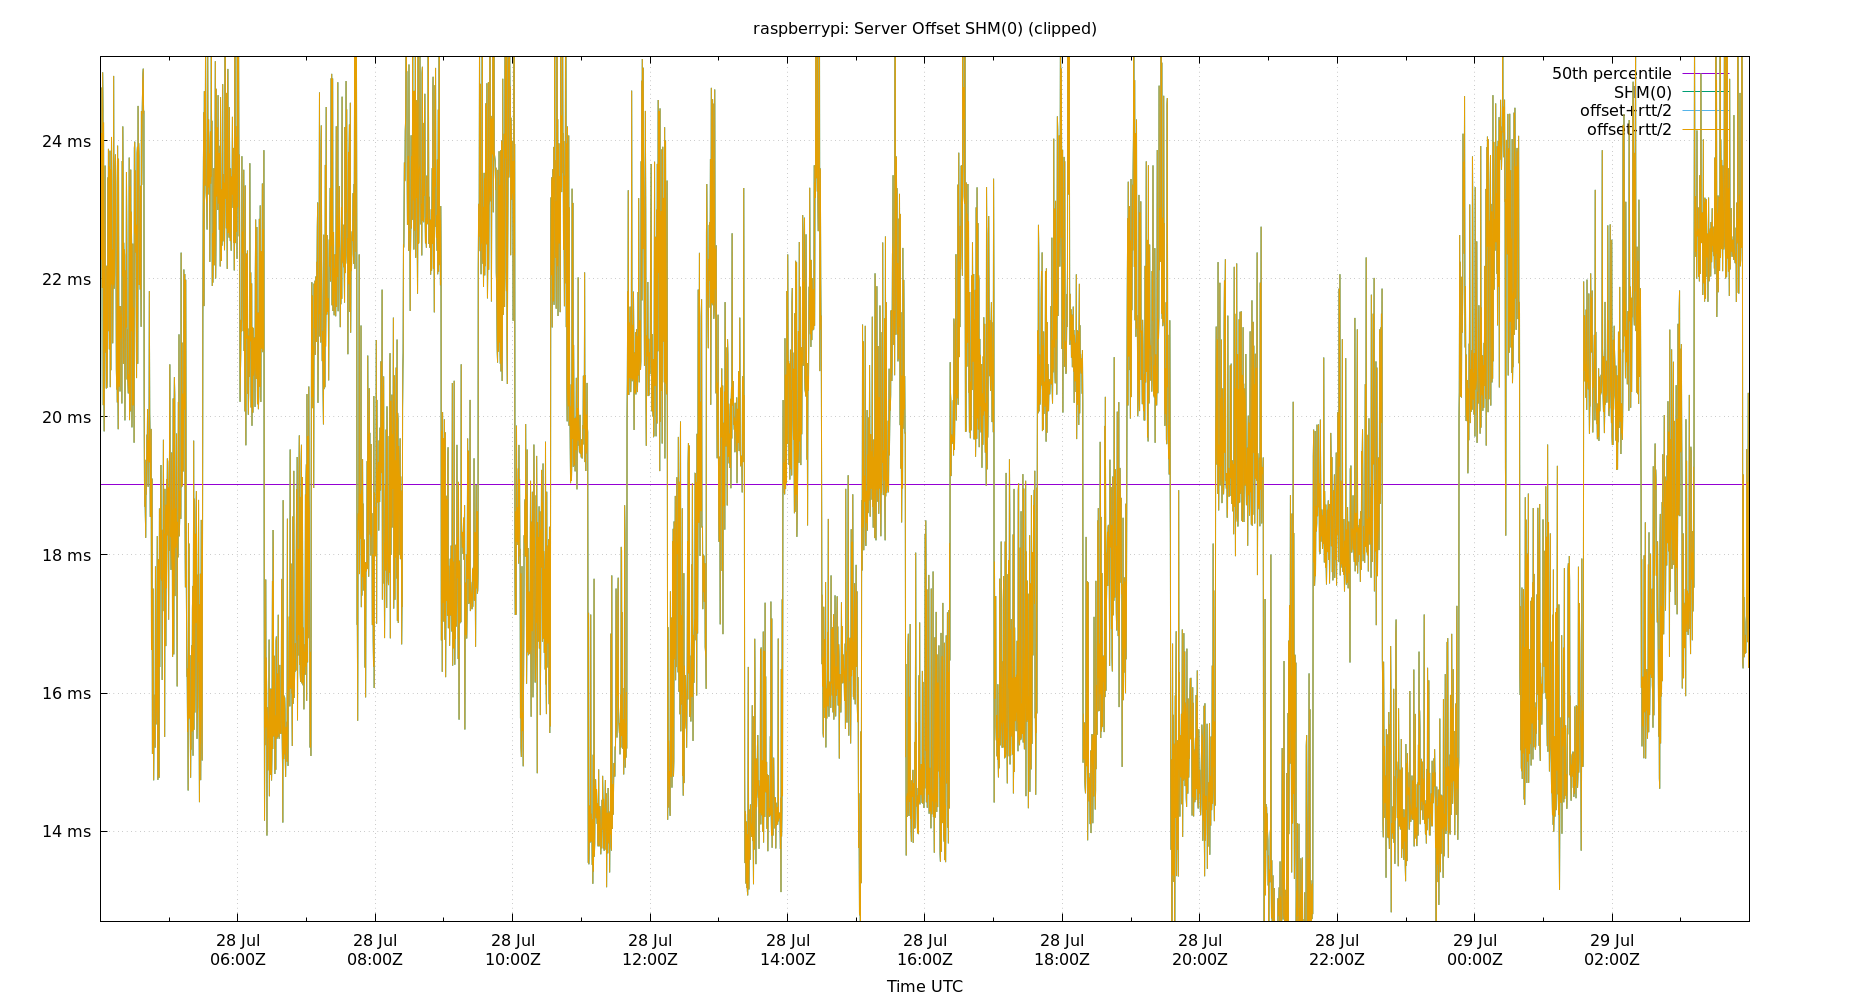 raspberrypi: Server Offset SHM(0) (clipped)
50th percentile
SHM(0)
offset+rtt/2
offset-rtt/2
24 ms
22 ms
20 ms
18 ms
16 ms
14 ms
28 Jul 28 Jul 28 Jul 28 Jul 28 Jul 28 Jul 28 Jul 28 Jul 28 Jul 29 Jul 29 Jul
06:00Z 08:00Z 10:00Z 12:00Z 14:00Z 16:00Z 18:00Z 20:00Z 22:00Z 00:00Z 02:00Z
Time UTC